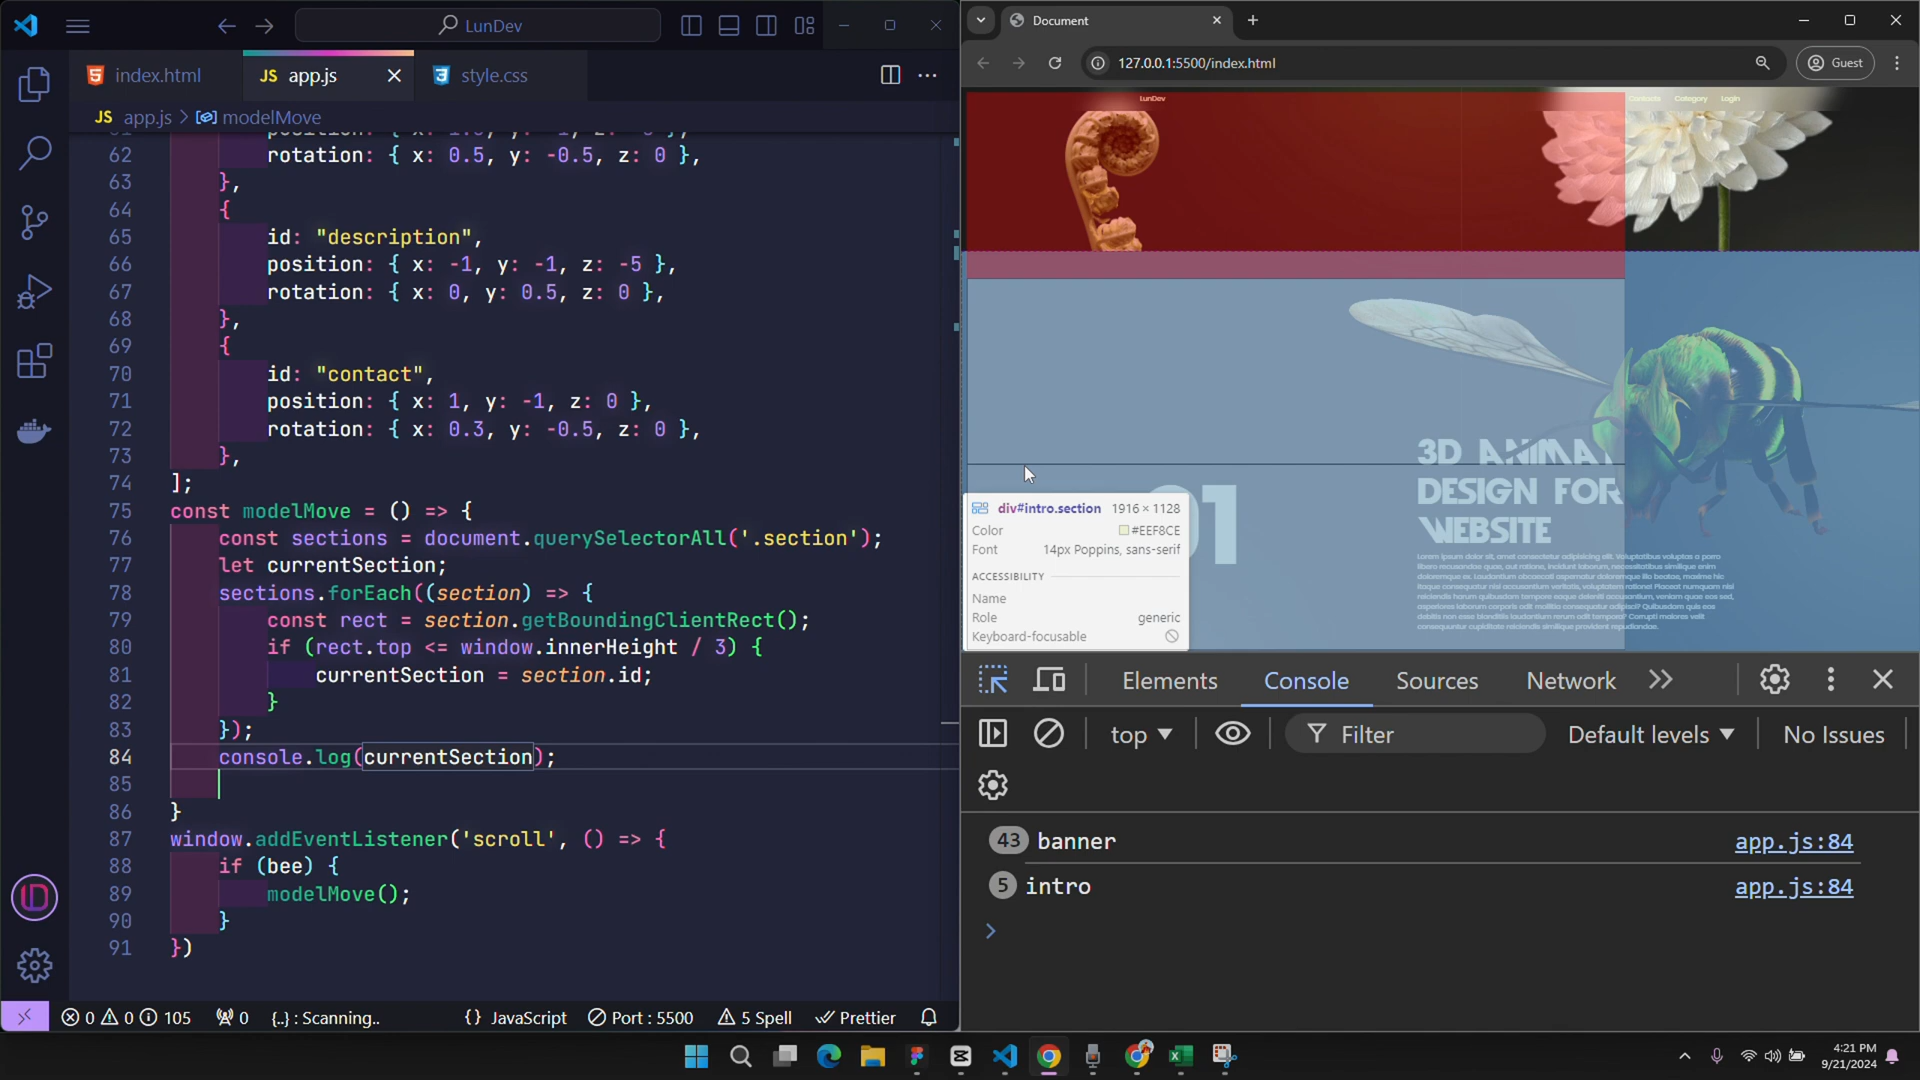 LunDev
index.html
JS app.js
style.css
JS app.js > modelMove
62 rotation: { x: 0.5, y: -0.5, z: 0 },
63 },
64 {
65 id: "description",
66 position: { x: -1, y: -1, z: -5 },
67 rotation: { x: 0, y: 0.5, z: 0 },
68 },
69 {
70 id: "contact",
71 position: { x: 1, y: -1, z: 0 },
72 rotation: { x: 0.3, y: -0.5, z: 0 },
73 },
74 ];
75 const modelMove = () => {
76 const sections = document.querySelectorAll('.section');
77 let currentSection;
78 sections.forEach((section) => {
79 const rect = section.getBoundingClientRect();
80 if (rect.top <= window.innerHeight / 3) {
81 currentSection = section.id;
82 }
83 });
84 console.log(currentSection);
85
86 }
87 window.addEventListener('scroll', () => {
88 if (bee) {
89 modelMove();
90 }
91 })
0 0 105 0 {..} : Scanning.. {} JavaScript Port : 5500 5 Spell Prettier
Document
127.0.0.1:5500/index.html
Guest
LunDev
Contacts Category Login
01
3D ANIMAT
DESIGN FOR
WEBSITE
div#intro.section 1916 × 1128
Color #EEF8CE
Font 14px Poppins, sans-serif
ACCESSIBILITY
Name
Role generic
Keyboard-focusable
Elements Console Sources Network
top Filter Default levels No Issues
43 banner app.js:84
5 intro app.js:84
4:21 PM
9/21/2024